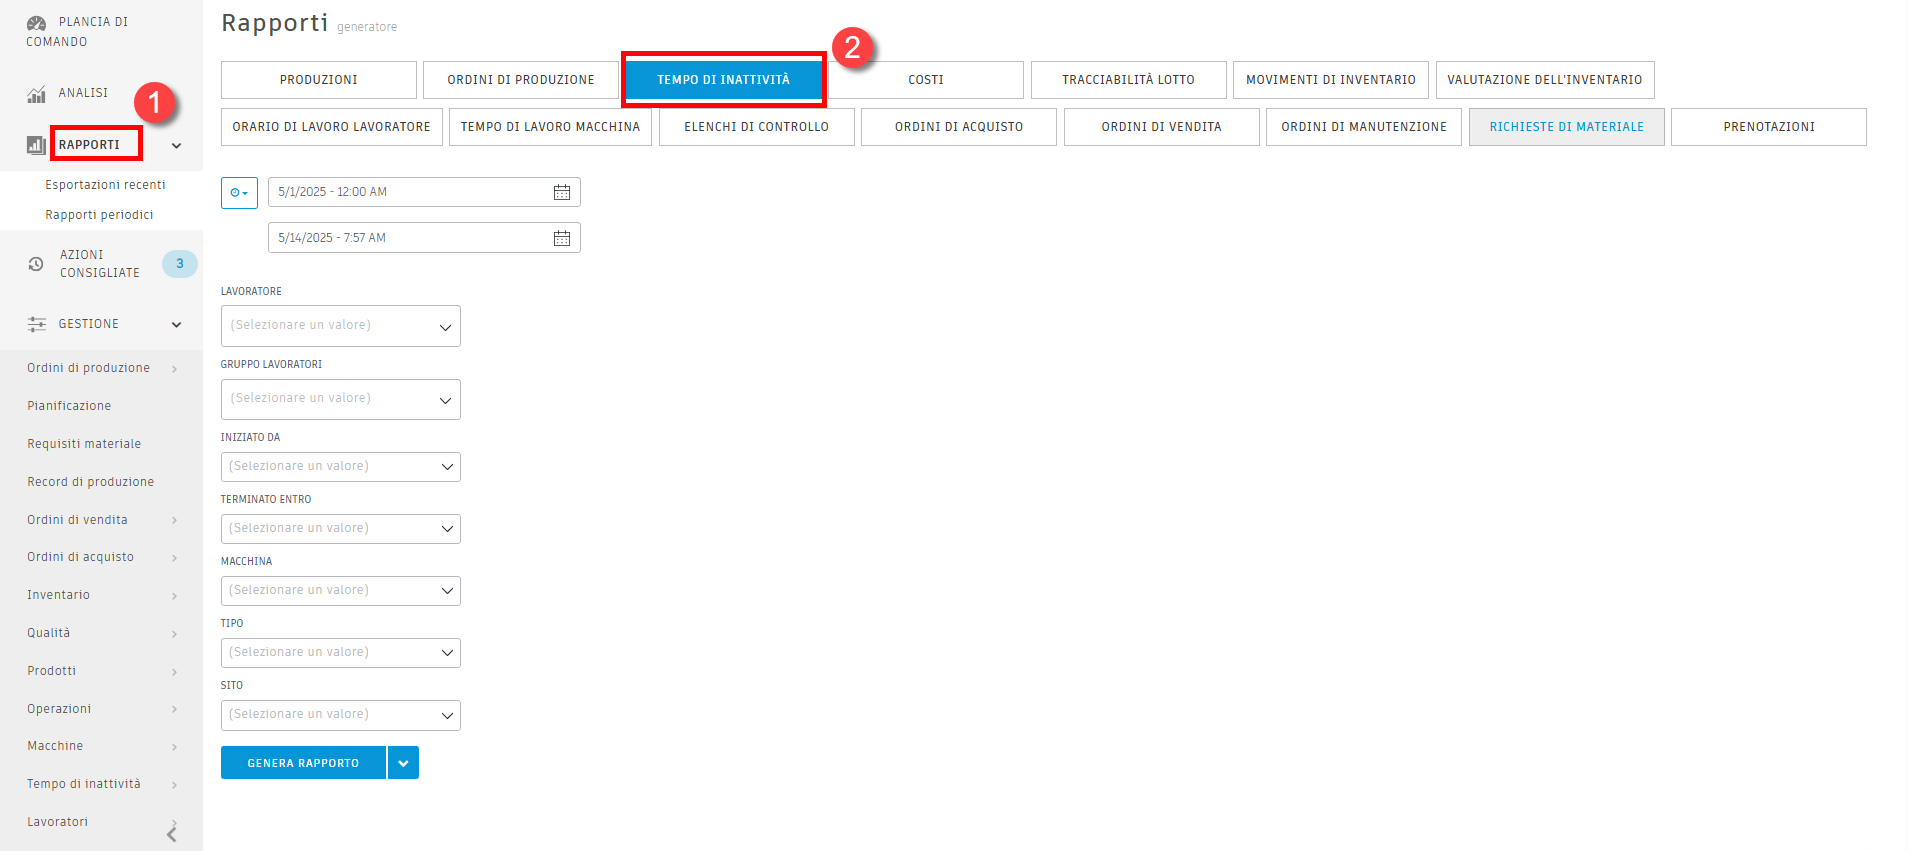 PLANCIA DI
COMANDO
ANALISI
1
RAPPORTI
Esportazioni recenti
Rapporti periodici
AZIONI
CONSIGLIATE
3
GESTIONE
Ordini di produzione
Pianificazione
Requisiti materiale
Record di produzione
Ordini di vendita
Ordini di acquisto
Inventario
Qualità
Prodotti
Operazioni
Macchine
Tempo di inattività
Lavoratori
Rapporti generatore
2
PRODUZIONI
ORDINI DI PRODUZIONE
TEMPO DI INATTIVITÀ
COSTI
TRACCIABILITÀ LOTTO
MOVIMENTI DI INVENTARIO
VALUTAZIONE DELL'INVENTARIO
ORARIO DI LAVORO LAVORATORE
TEMPO DI LAVORO MACCHINA
ELENCHI DI CONTROLLO
ORDINI DI ACQUISTO
ORDINI DI VENDITA
ORDINI DI MANUTENZIONE
RICHIESTE DI MATERIALE
PRENOTAZIONI
5/1/2025 - 12:00 AM
5/14/2025 - 7:57 AM
LAVORATORE
(Selezionare un valore)
GRUPPO LAVORATORI
(Selezionare un valore)
INIZIATO DA
(Selezionare un valore)
TERMINATO ENTRO
(Selezionare un valore)
MACCHINA
(Selezionare un valore)
TIPO
(Selezionare un valore)
SITO
(Selezionare un valore)
GENERA RAPPORTO